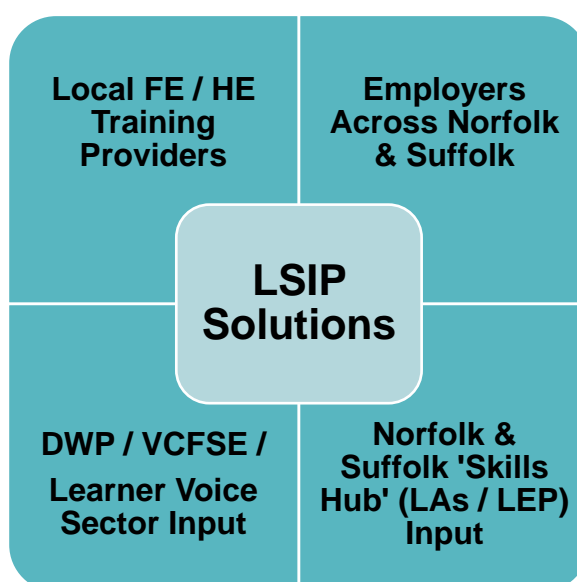 Local FE / HE
Training
Providers
Employers
Across Norfolk
& Suffolk
LSIP
Solutions
DWP / VCFSE /
Learner Voice
Sector Input
Norfolk &
Suffolk 'Skills
Hub' (LAs / LEP)
Input